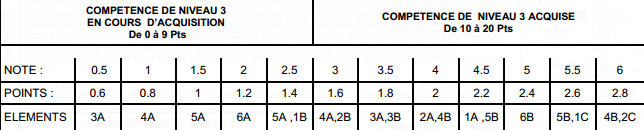 COMPETENCE DE NIVEAU 3
EN COURS D'ACQUISITION
De 0 à 9 Pts
COMPETENCE DE NIVEAU 3 ACQUISE
De 10 à 20 Pts
NOTE : 0.5 1 1.5 2 2.5 3 3.5 4 4.5 5 5.5 6
POINTS : 0.6 0.8 1 1.2 1.4 1.6 1.8 2 2.2 2.4 2.6 2.8
ELEMENTS 3A 4A 5A 6A 5A ,1B 4A,2B 3A,3B 2A,4B 1A ,5B 6B 5B,1C 4B,2C